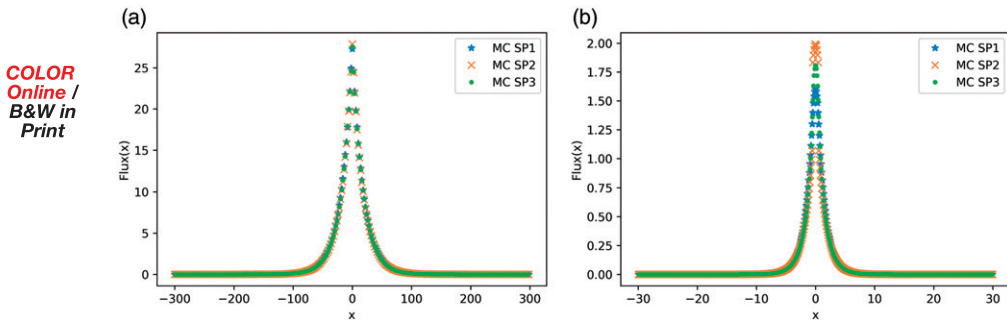 COLOR
Online /
B&W in
Print
(a)
MC SP1
MC SP2
MC SP3
Flux(x)
25
20
15
10
5
0
−300
−200
−100
0
100
200
300
x
(b)
MC SP1
MC SP2
MC SP3
Flux(x)
2.00
1.75
1.50
1.25
1.00
0.75
0.50
0.25
0.00
−30
−20
−10
0
10
20
30
x